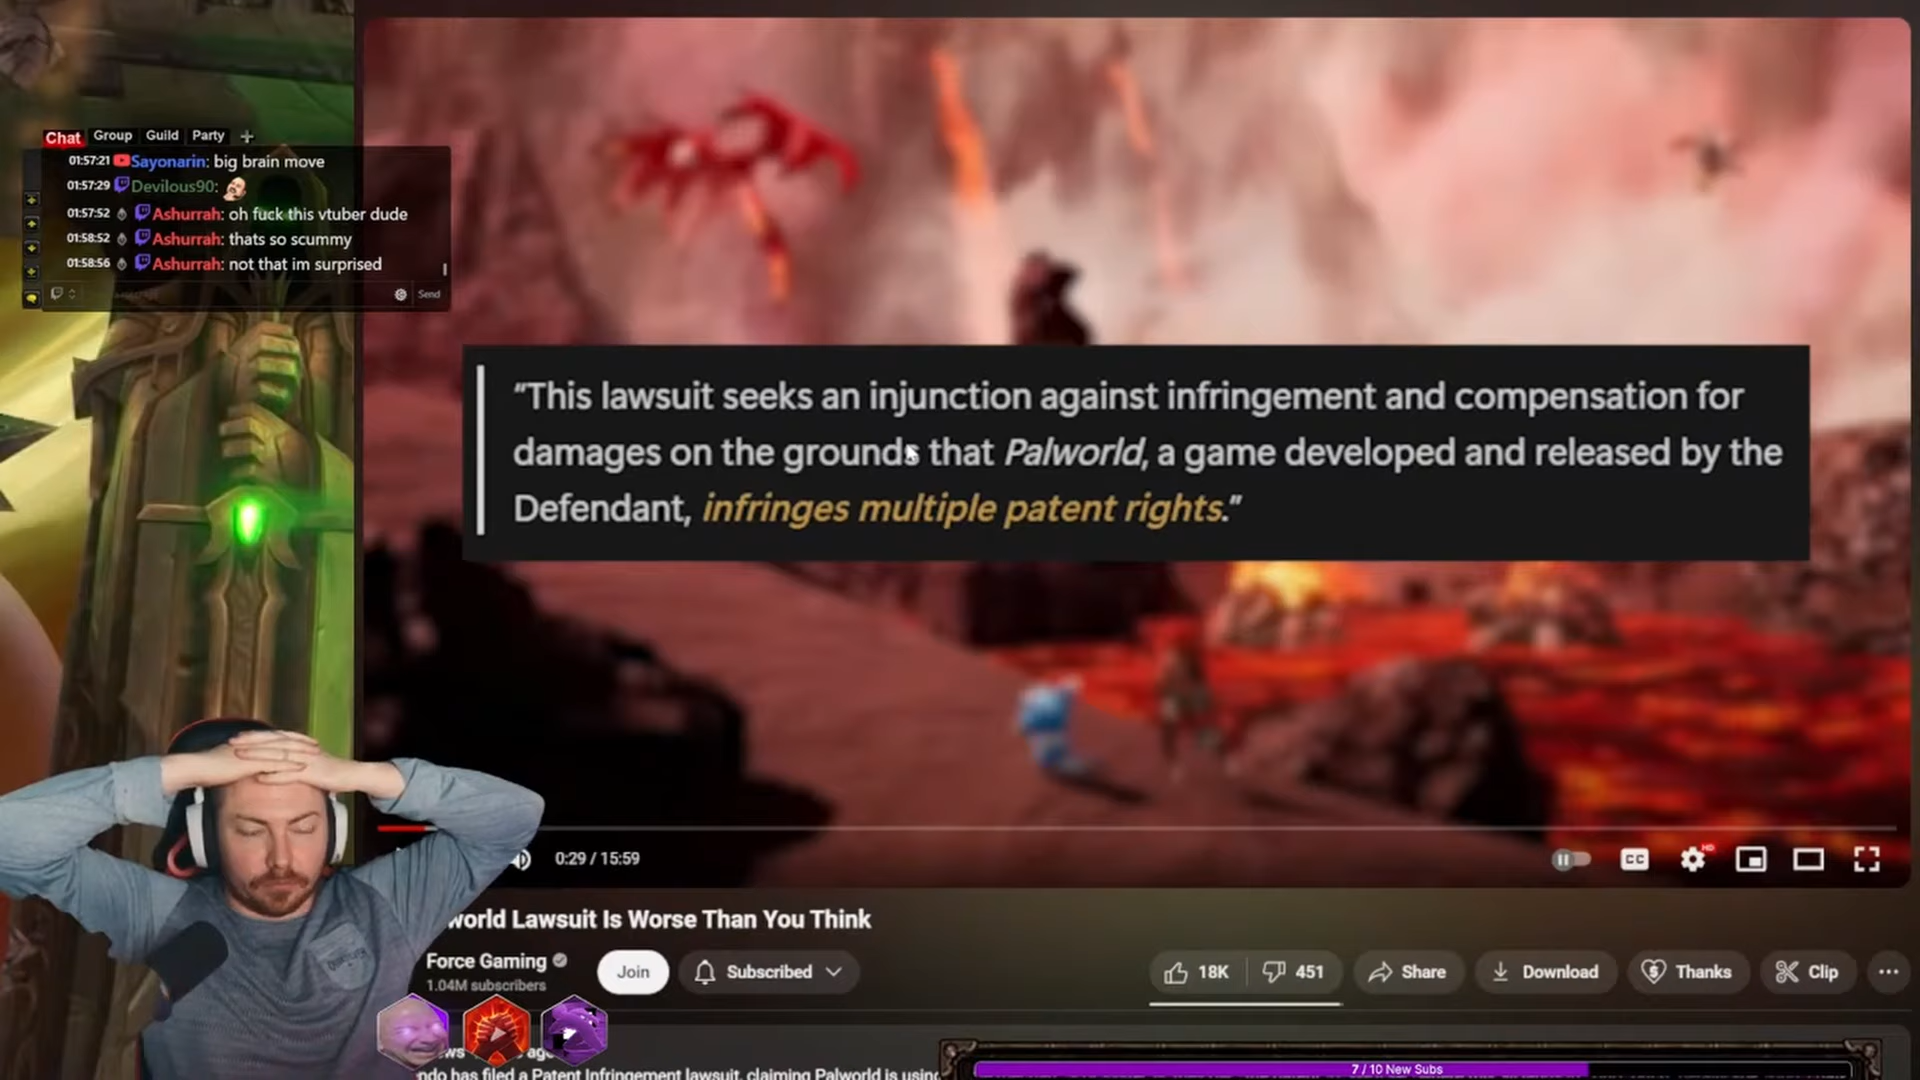 Chat Group Guild Party +
01:57:21 Sayonarin: big brain move
01:57:29 Devilous90:
01:57:52 Ashurrah: oh fuck this vtuber dude
01:58:52 Ashurrah: thats so scummy
01:58:56 Ashurrah: not that im surprised
Send
"This lawsuit seeks an injunction against infringement and compensation for
damages on the grounds that Palworld, a game developed and released by the
Defendant, infringes multiple patent rights."
0:29 / 15:59
CC
HD
world Lawsuit Is Worse Than You Think
Force Gaming
1.04M subscribers
Join
Subscribed
18K
451
Share
Download
Thanks
Clip
ndo has filed a Patent Infringement lawsuit, claiming Palworld is using
7 / 10 New Subs